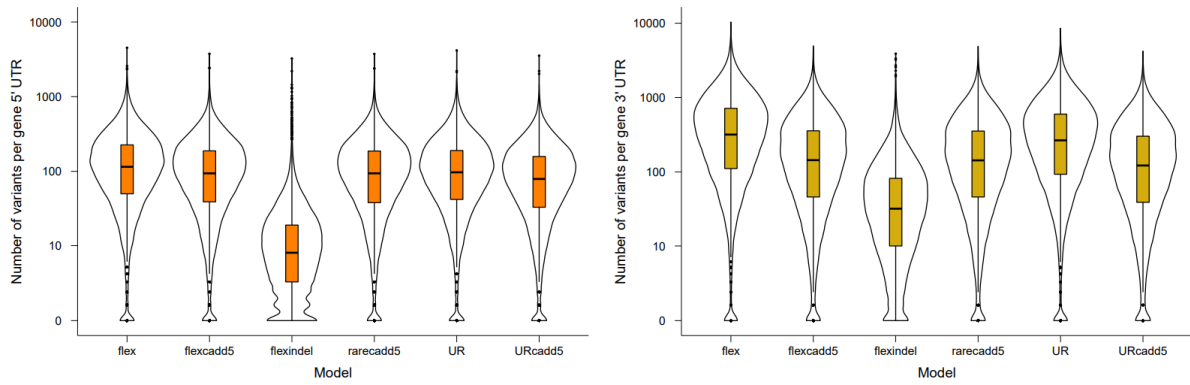 Number of variants per gene 5' UTR
10000
1000
100
10
0
flex flexcadd5 flexindel rarecadd5 UR URcadd5
Model
Number of variants per gene 3' UTR
10000
1000
100
10
0
flex flexcadd5 flexindel rarecadd5 UR URcadd5
Model